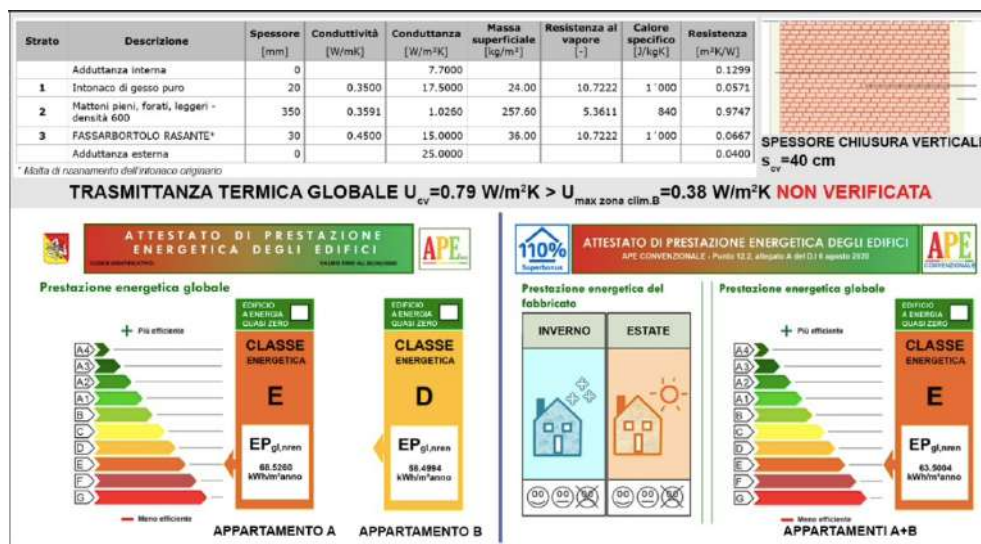 Strato Descrizione Spessore [mm] Conduttività [W/mK] Conduttanza [W/m²K] Massa superficiale [kg/m²] Resistenza al vapore [-] Calore specifico [J/kgK] Resistenza [m²K/W]
Adduttanza interna 0 7.7000 0.1299
1 Intonaco di gesso puro 20 0.3500 17.5000 24.00 10.7222 1'000 0.0571
2 Mattoni pieni, forati, leggeri - densità 600 350 0.3591 1.0260 257.60 5.3611 840 0.9747
3 FASSABORTOLO RASANTE* 30 0.4500 15.0000 36.00 10.7222 1'000 0.0667
Adduttanza esterna 0 25.0000 0.0400
* Malta di risanamento dell'intonaco originario
SPESSORE CHIUSURA VERTICALE
s_cv=40 cm
TRASMITTANZA TERMICA GLOBALE U_cv=0.79 W/m²K > U_max zona clim.B=0.38 W/m²K NON VERIFICATA
ATTESTATO DI PRESTAZIONE
ENERGETICA DEGLI EDIFICI
APE
Prestazione energetica globale
Più efficiente
A4
A3
A2
A1
B
C
D
E
F
G
Meno efficiente
EDIFICIO
A ENERGIA
QUASI ZERO
CLASSE
ENERGETICA
E
EPgl,nren
68.5260
kWh/m²anno
APPARTAMENTO A
EDIFICIO
A ENERGIA
QUASI ZERO
CLASSE
ENERGETICA
D
EPgl,nren
58.4994
kWh/m²anno
APPARTAMENTO B
110%
Superbonus
ATTESTATO DI PRESTAZIONE ENERGETICA DEGLI EDIFICI
APE CONVENZIONALE - Punto 12.2, allegato A del D.I 6 agosto 2020
APE
CONVENZIONALE
Prestazione energetica del
fabbricato
INVERNO
ESTATE
Prestazione energetica globale
Più efficiente
A4
A3
A2
A1
B
C
D
E
F
G
Meno efficiente
EDIFICIO
A ENERGIA
QUASI ZERO
CLASSE
ENERGETICA
E
EPgl,nren
63.5004
kWh/m²anno
APPARTAMENTI A+B